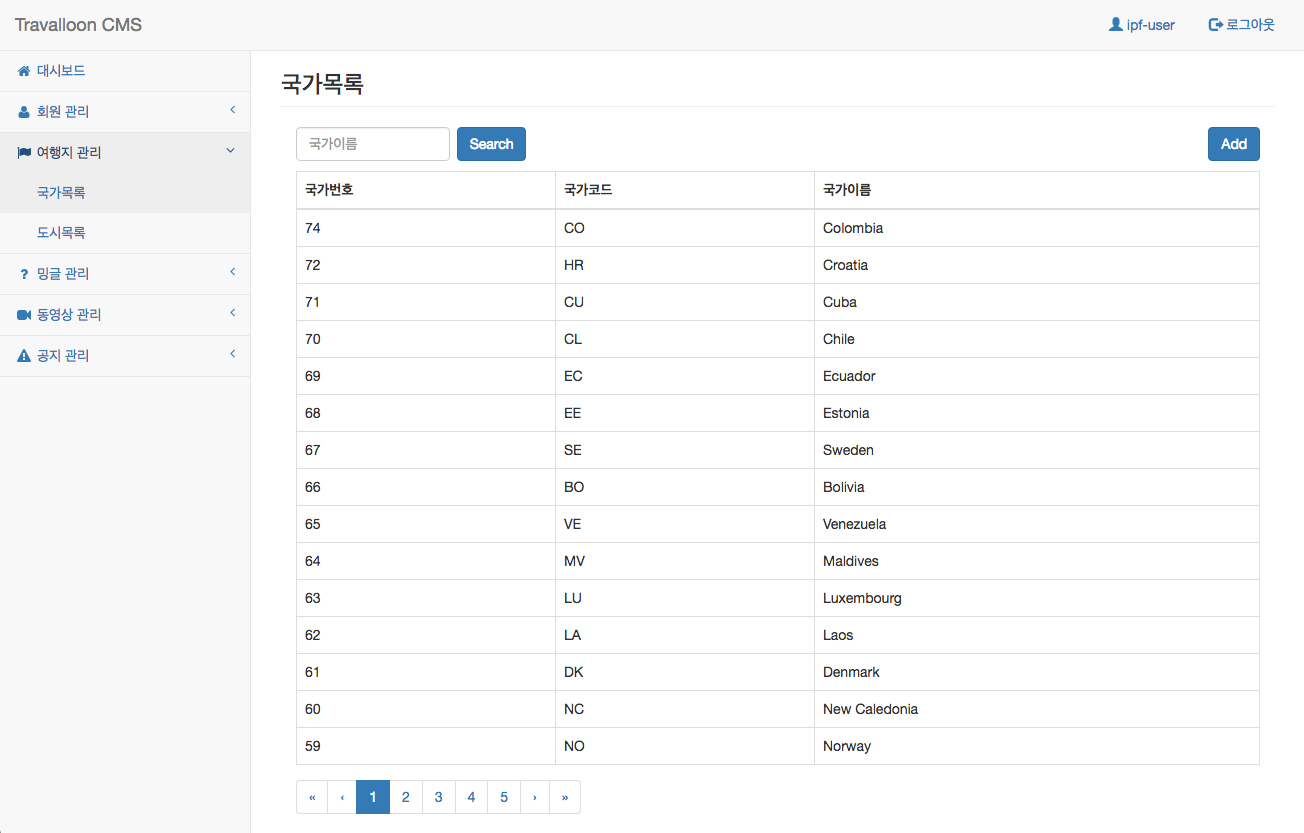 Travalloon CMS
ipf-user 로그아웃
대시보드
회원 관리
여행지 관리
국가목록
도시목록
밍글 관리
동영상 관리
공지 관리
국가목록
국가이름 Search Add
국가번호 국가코드 국가이름
74 CO Colombia
72 HR Croatia
71 CU Cuba
70 CL Chile
69 EC Ecuador
68 EE Estonia
67 SE Sweden
66 BO Bolivia
65 VE Venezuela
64 MV Maldives
63 LU Luxembourg
62 LA Laos
61 DK Denmark
60 NC New Caledonia
59 NO Norway
« ‹ 1 2 3 4 5 › »